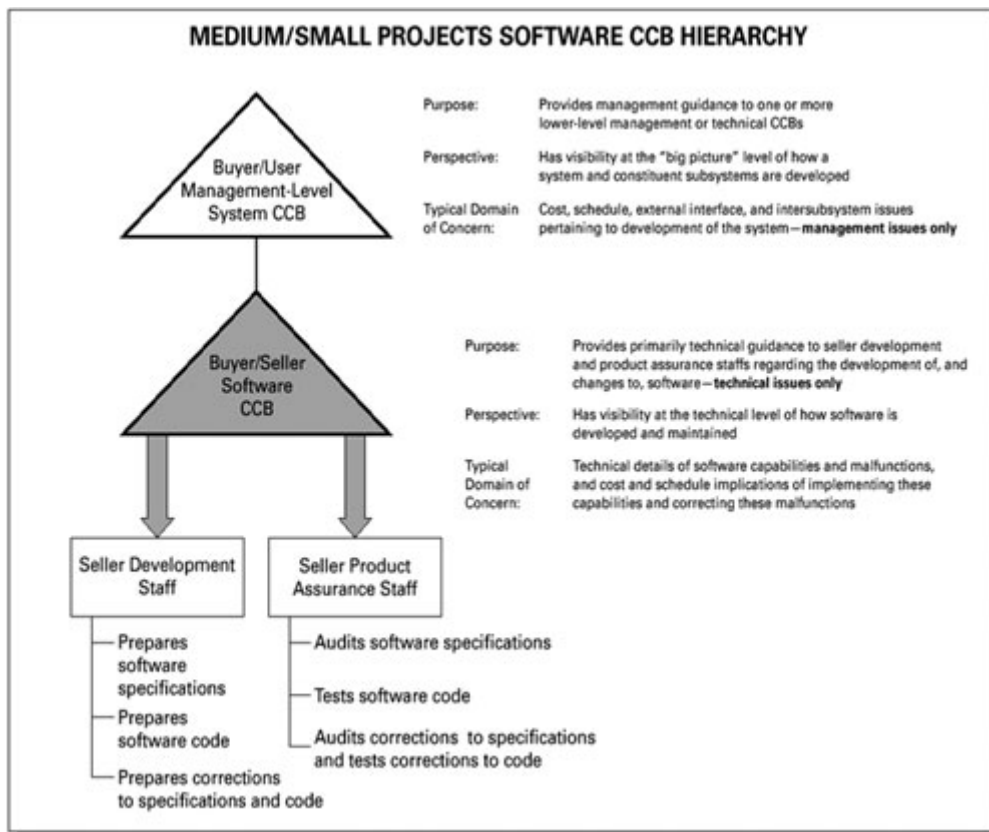 MEDIUM/SMALL PROJECTS SOFTWARE CCB HIERARCHY
Buyer/User
Management-Level
System CCB
Purpose: Provides management guidance to one or more
lower-level management or technical CCBs
Perspective: Has visibility at the "big picture" level of how a
system and constituent subsystems are developed
Typical Domain Cost, schedule, external interface, and intersubsystem issues
of Concern: pertaining to development of the system—management issues only
Buyer/Seller
Software
CCB
Purpose: Provides primarily technical guidance to seller development
and product assurance staffs regarding the development of, and
changes to, software—technical issues only
Perspective: Has visibility at the technical level of how software is
developed and maintained
Typical Technical details of software capabilities and malfunctions,
Domain of and cost and schedule implications of implementing these
Concern: capabilities and correcting these malfunctions
Seller Development
Staff
Prepares
software
specifications
Prepares
software code
Prepares corrections
to specifications and code
Seller Product
Assurance Staff
Audits software specifications
Tests software code
Audits corrections to specifications
and tests corrections to code